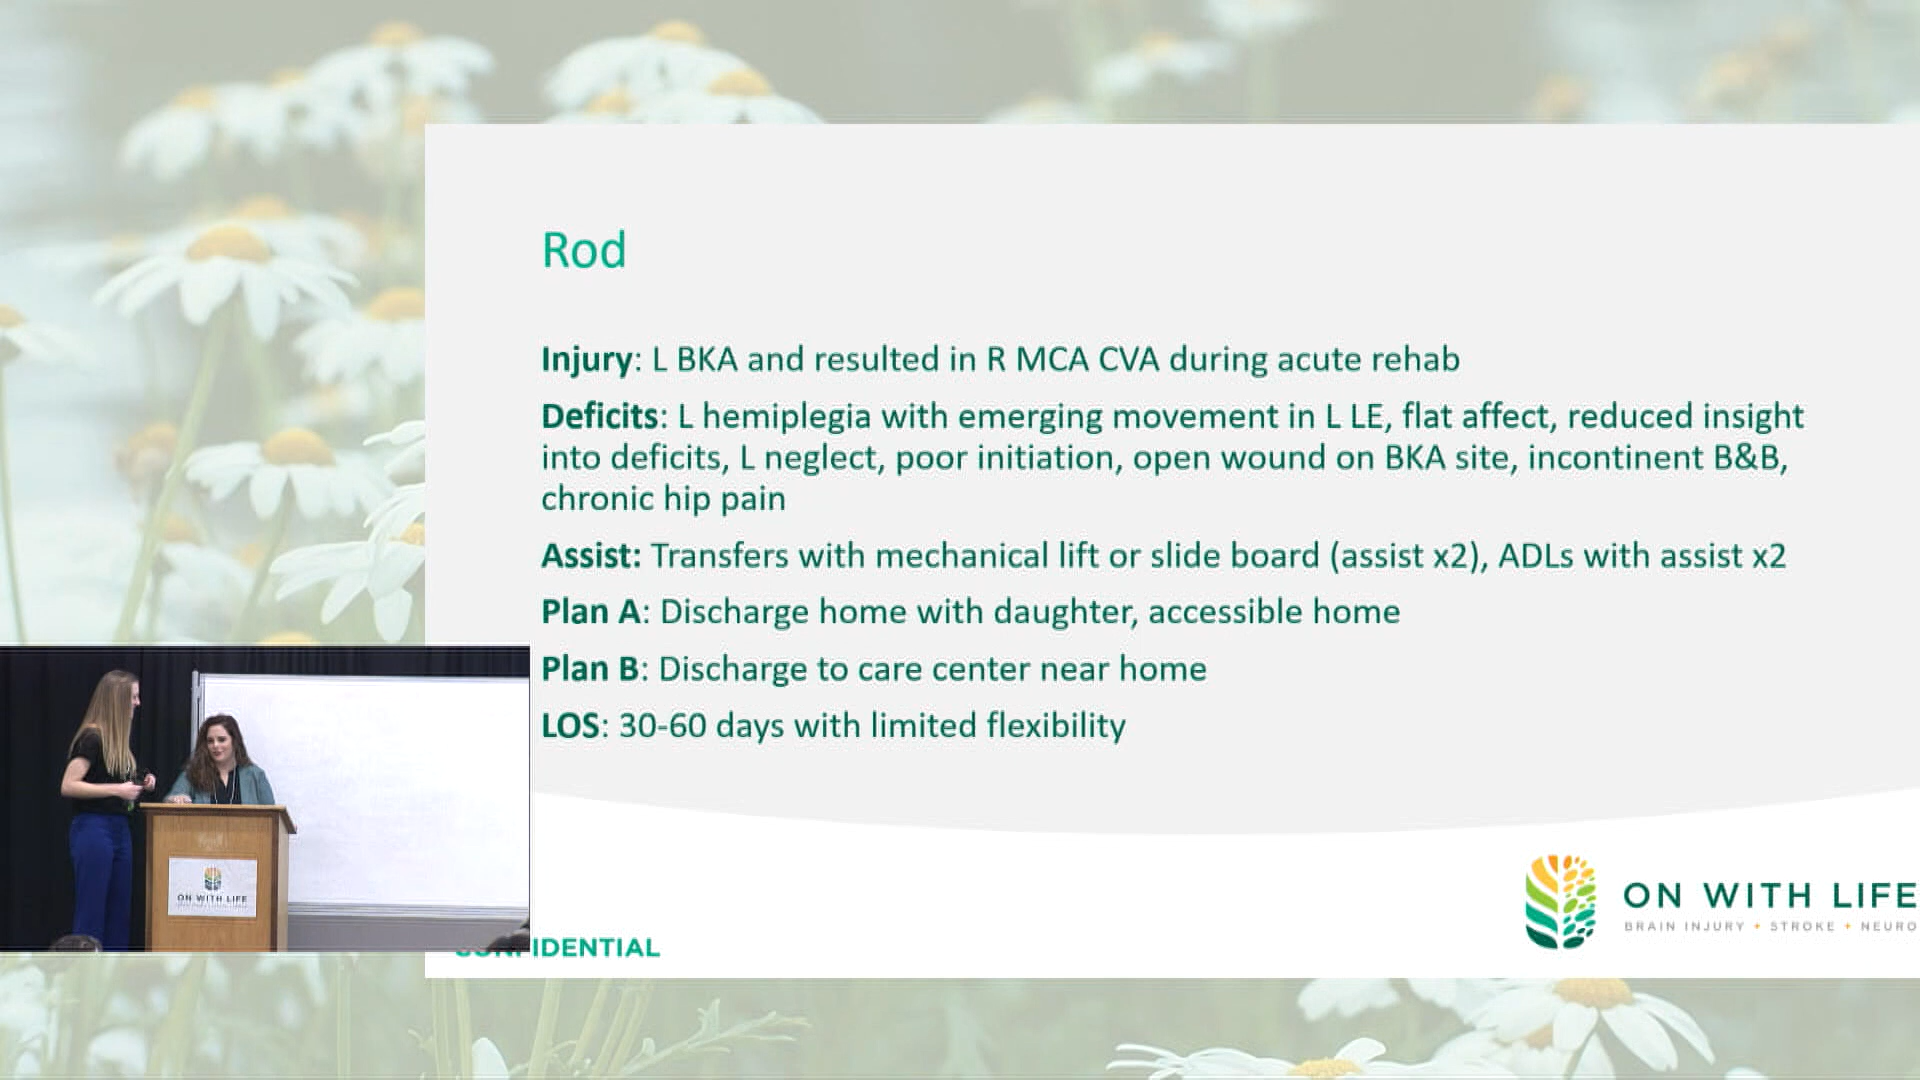 Rod
Injury: L BKA and resulted in R MCA CVA during acute rehab
Deficits: L hemiplegia with emerging movement in L LE, flat affect, reduced insight
into deficits, L neglect, poor initiation, open wound on BKA site, incontinent B&B,
chronic hip pain
Assist: Transfers with mechanical lift or slide board (assist x2), ADLs with assist x2
Plan A: Discharge home with daughter, accessible home
Plan B: Discharge to care center near home
LOS: 30-60 days with limited flexibility
ON WITH LIFE
ON WITH LIFE
BRAIN INJURY + STROKE + NEURO
CONFIDENTIAL